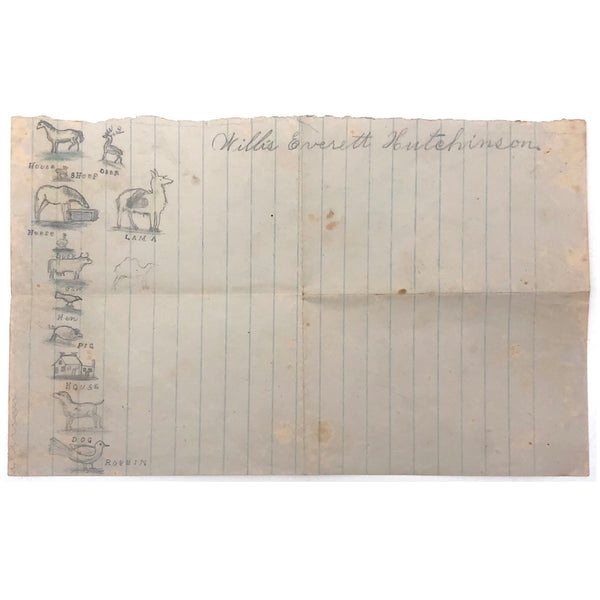 Willis Everett Hutchinson.
HORSE
DEER
SHEEP
HORSE
LAMA
HEN
PIG
HOUSE
DOG
ROBBIN